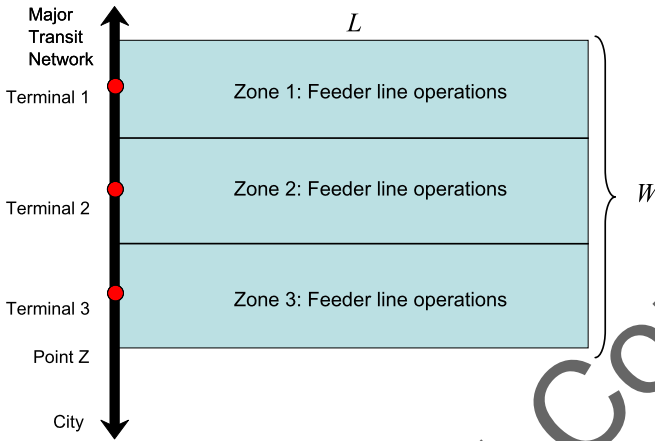 Major
Transit
Network
L
Terminal 1
Zone 1: Feeder line operations
Terminal 2
Zone 2: Feeder line operations
W
Terminal 3
Zone 3: Feeder line operations
Point Z
City
Co